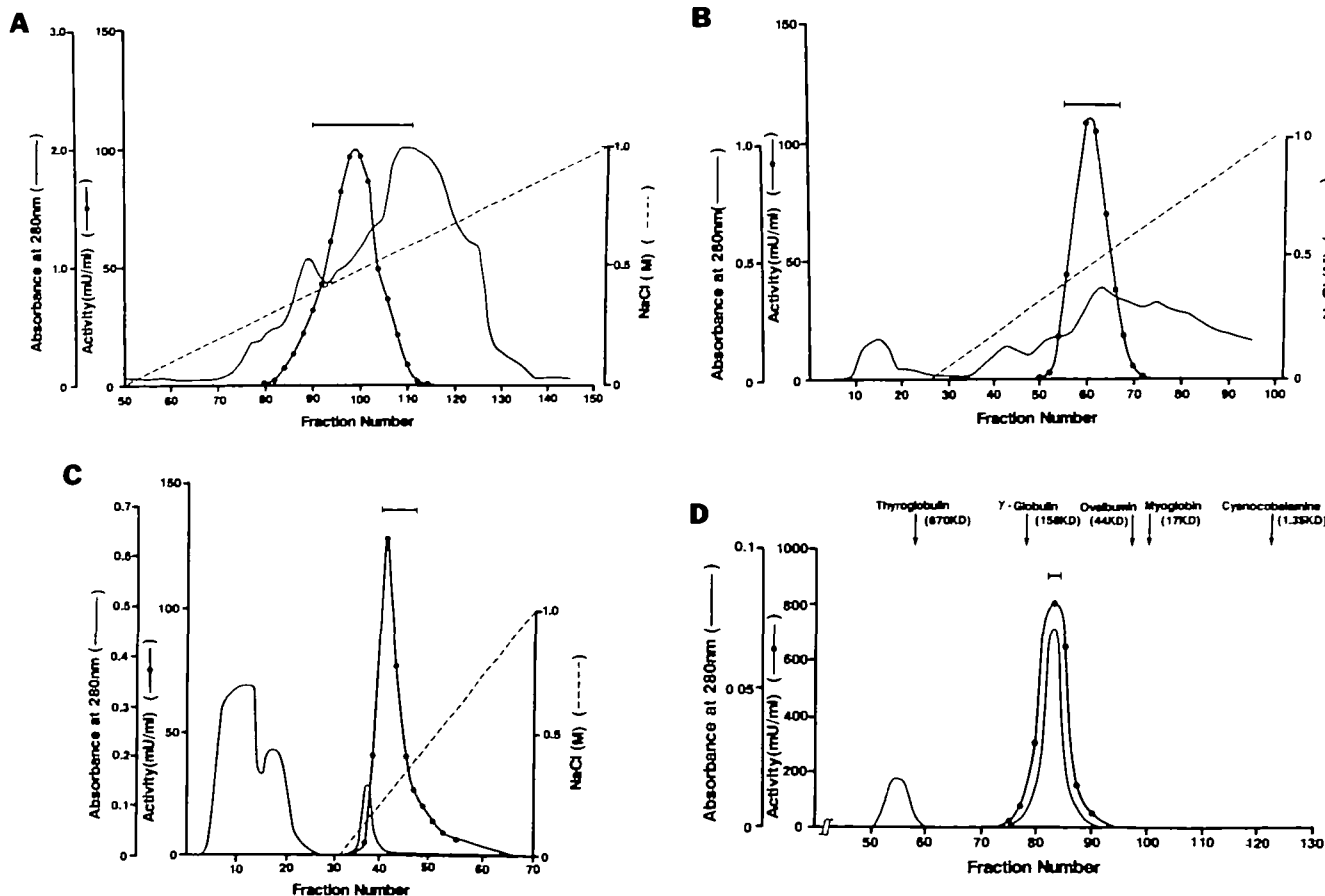 A
3.0
2.0
1.0
0
Absorbance at 280nm (——)
150
100
50
0
Activity(mU/ml) (—•—)
50 60 70 80 90 100 110 120 130 140 150
Fraction Number
1.0
0.5
0
NaCl (M) (----)
B
1.0
0.5
0
Absorbance at 280nm(——)
150
100
50
0
Activity(mU/ml) (—•—)
10 20 30 40 50 60 70 80 90 100
Fraction Number
1.0
0.5
0
C
0.7
0.6
0.5
0.4
0.3
0.2
0.1
0.0
Absorbance at 280nm (——)
150
100
50
0
Activity(mU/ml) (—•—)
10 20 30 40 50 60 70
Fraction Number
1.0
0.5
0
NaCl (M) (-----)
D
Thyroglobulin
(670KD)
γ-Globulin
(158KD)
Ovalbumin
(44KD)
Myoglobin
(17KD)
Cyanocobalamine
(1.35KD)
0.1
0.05
0
Absorbance at 280nm (——)
1000
800
600
400
200
0
Activity(mU/ml) (—•—)
50 60 70 80 90 100 110 120 130
Fraction Number